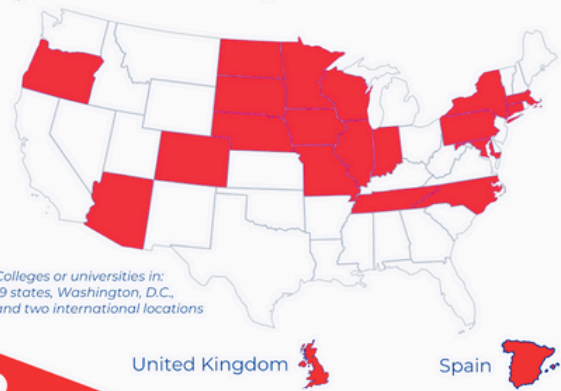 Colleges or universities in:
9 states, Washington, D.C.,
and two international locations
United Kingdom
Spain